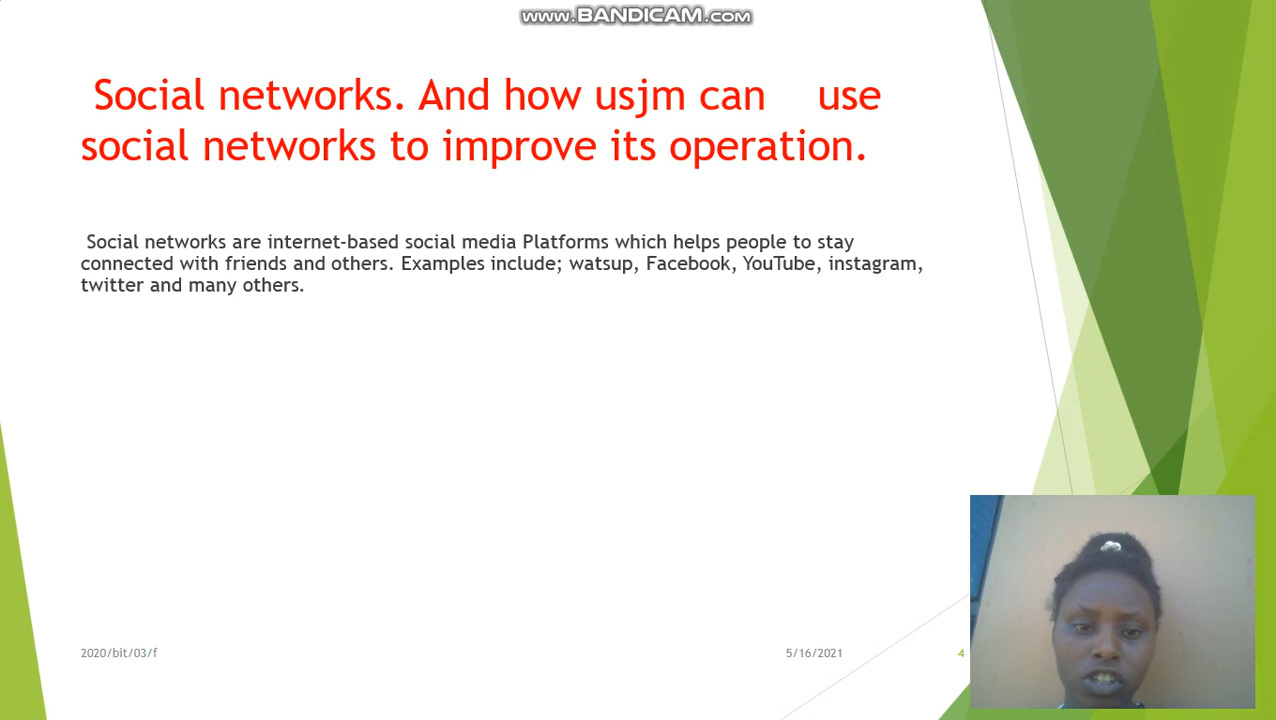 www.BANDICAM.com
Social networks. And how usjm can use
social networks to improve its operation.
Social networks are internet-based social media Platforms which helps people to stay
connected with friends and others. Examples include; watsup, Facebook, YouTube, instagram,
twitter and many others.
2020/bit/03/f
5/16/2021
4